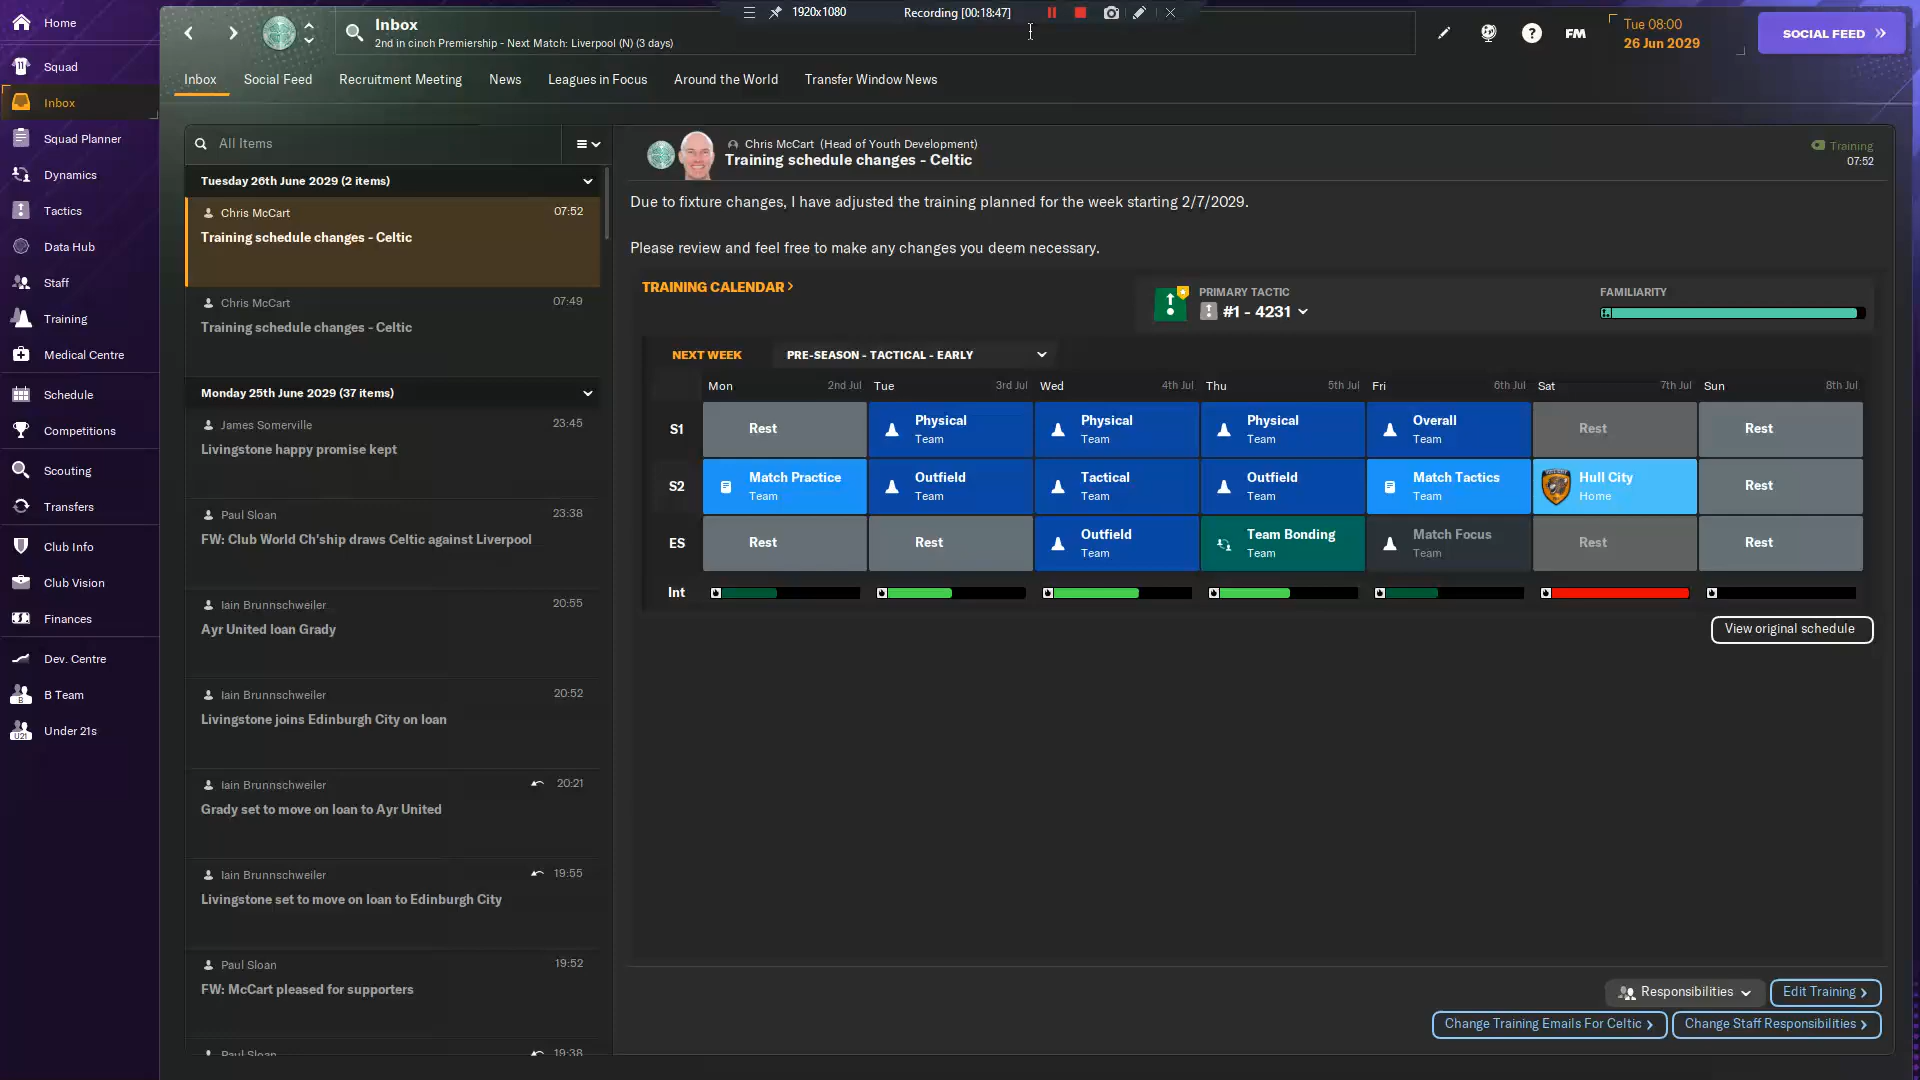 1920x1080
Recording [00:18:47]
Home
Squad
Inbox
Squad Planner
Dynamics
Tactics
Data Hub
Staff
Training
Medical Centre
Schedule
Competitions
Scouting
Transfers
Club Info
Club Vision
Finances
Dev. Centre
B Team
Under 21s
Inbox
2nd in cinch Premiership - Next Match: Liverpool (N) (3 days)
FM
Tue 08:00
26 Jun 2029
SOCIAL FEED
Inbox Social Feed Recruitment Meeting News Leagues in Focus Around the World Transfer Window News
All Items
Tuesday 26th June 2029 (2 items)
Chris McCart 07:52
Training schedule changes - Celtic
Chris McCart 07:49
Training schedule changes - Celtic
Monday 25th June 2029 (37 items)
James Somerville 23:45
Livingstone happy promise kept
Paul Sloan 23:38
FW: Club World Ch'ship draws Celtic against Liverpool
Iain Brunnschweiler 20:55
Ayr United loan Grady
Iain Brunnschweiler 20:52
Livingstone joins Edinburgh City on loan
Iain Brunnschweiler 20:21
Grady set to move on loan to Ayr United
Iain Brunnschweiler 19:55
Livingstone set to move on loan to Edinburgh City
Paul Sloan 19:52
FW: McCart pleased for supporters
Paul Sloan 19:38
Chris McCart (Head of Youth Development)
Training schedule changes - Celtic
Training
07:52
Due to fixture changes, I have adjusted the training planned for the week starting 2/7/2029.
Please review and feel free to make any changes you deem necessary.
TRAINING CALENDAR >
PRIMARY TACTIC
#1 - 4231
FAMILIARITY
NEXT WEEK PRE-SEASON - TACTICAL - EARLY
Mon 2nd Jul Tue 3rd Jul Wed 4th Jul Thu 5th Jul Fri 6th Jul Sat 7th Jul Sun 8th Jul
S1 Rest Physical Physical Physical Overall Rest Rest
Team Team Team Team
S2 Match Practice Outfield Tactical Outfield Match Tactics Hull City Rest
Team Team Team Team Team Home
ES Rest Rest Outfield Team Bonding Match Focus Rest Rest
Team Team Team
Int
View original schedule
Responsibilities
Edit Training >
Change Training Emails For Celtic >
Change Staff Responsibilities >